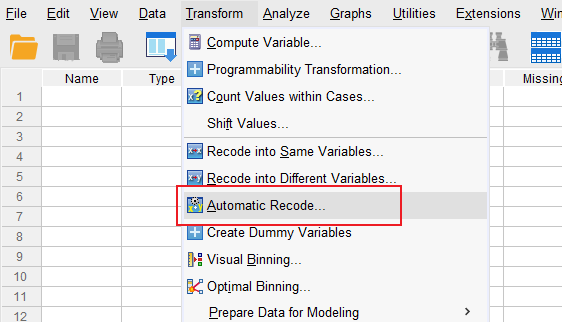 File Edit View Data Transform Analyze Graphs Utilities Extensions Win
Compute Variable...
Programmability Transformation...
Name Type Missing
Count Values within Cases...
1
2
Shift Values...
3
Recode into Same Variables...
4
Recode into Different Variables...
5
6
Automatic Recode...
7
Create Dummy Variables
8
Visual Binning...
9
10
Optimal Binning...
11
Prepare Data for Modeling
12